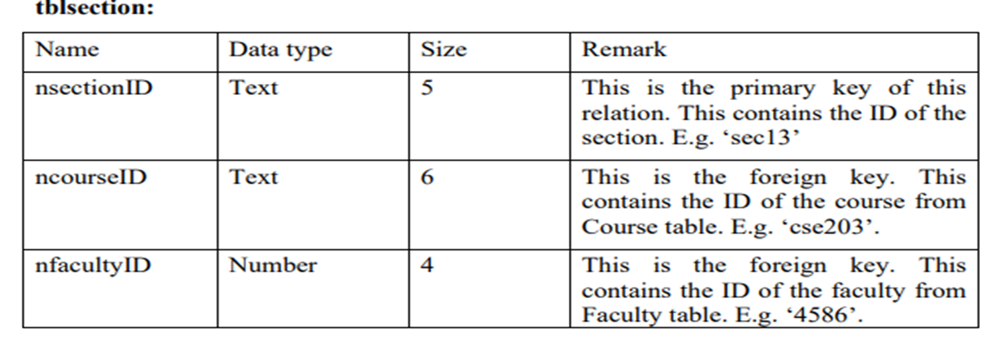 tblsection:
Name Data type Size Remark
nsectionID Text 5 This is the primary key of this
relation. This contains the ID of the
section. E.g. ‘sec13’
ncourseID Text 6 This is the foreign key. This
contains the ID of the course from
Course table. E.g. ‘cse203’.
nfacultyID Number 4 This is the foreign key. This
contains the ID of the faculty from
Faculty table. E.g. ‘4586’.